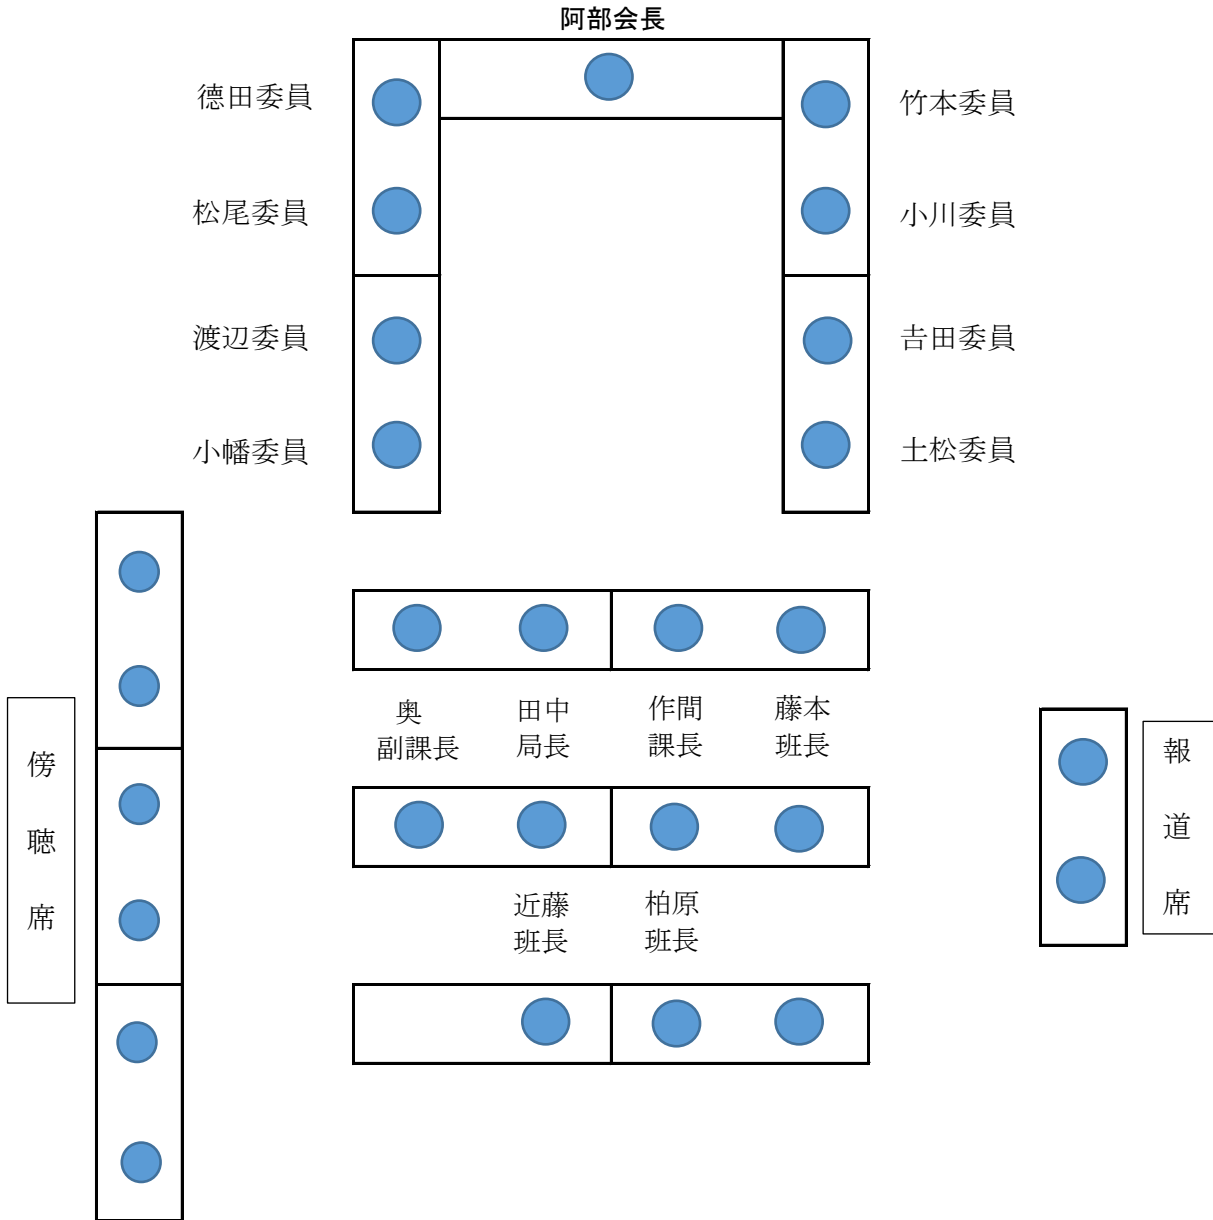 阿部会長
德田委員
竹本委員
松尾委員
小川委員
渡辺委員
𠮷田委員
小幡委員
土松委員
奥
副課長
田中
局長
作間
課長
藤本
班長
近藤
班長
柏原
班長
傍聴席
報道席